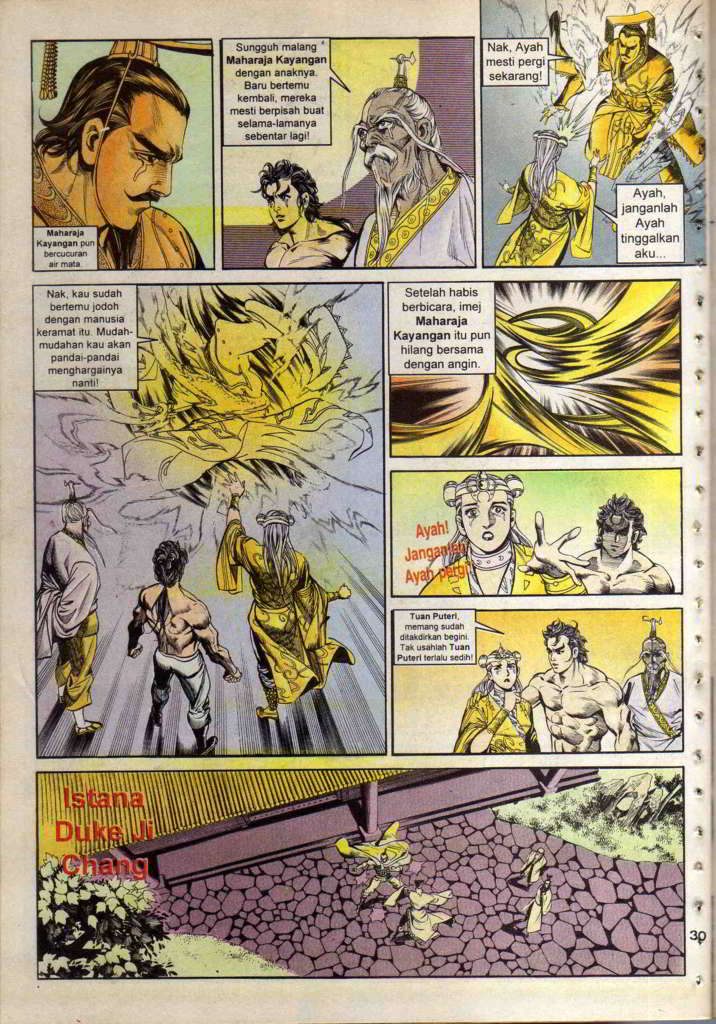 Maharaja
Kayangan pun
bercucuran
air mata.
Sungguh malang
Maharaja Kayangan
dengan anaknya.
Baru bertemu
kembali, mereka
mesti berpisah buat
selama-lamanya
sebentar lagi!
Nak, Ayah
mesti pergi
sekarang!
Ayah,
janganlah
Ayah
tinggalkan
aku...
Nak, kau sudah
bertemu jodoh
dengan manusia
keramat itu. Mudah-
mudahan kau akan
pandai-pandai
menghargainya
nanti!
Setelah habis
berbicara, imej
Maharaja
Kayangan itu pun
hilang bersama
dengan angin.
Ayah!
Janganlah
Ayah pergi
Tuan Puteri,
memang sudah
ditakdirkan begini.
Tak usahlah Tuan
Puteri terlalu sedih!
Istana
Duke Ji
Chang
30